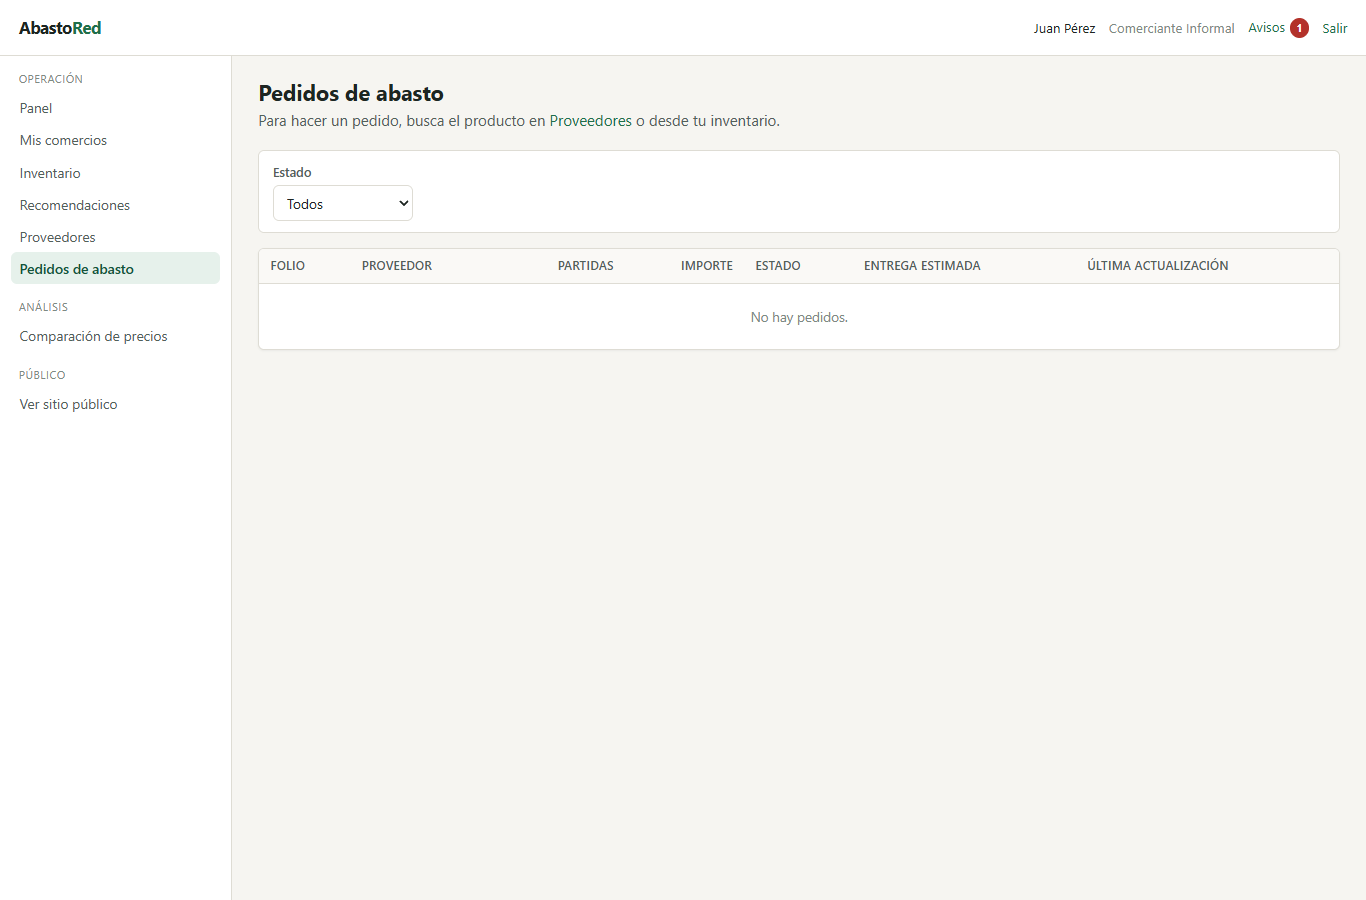 AbastoRed
Juan Pérez Comerciante Informal Avisos 1 Salir
OPERACIÓN
Panel
Mis comercios
Inventario
Recomendaciones
Proveedores
Pedidos de abasto
ANÁLISIS
Comparación de precios
PÚBLICO
Ver sitio público
Pedidos de abasto
Para hacer un pedido, busca el producto en Proveedores o desde tu inventario.
Estado
Todos
FOLIO PROVEEDOR PARTIDAS IMPORTE ESTADO ENTREGA ESTIMADA ÚLTIMA ACTUALIZACIÓN
No hay pedidos.